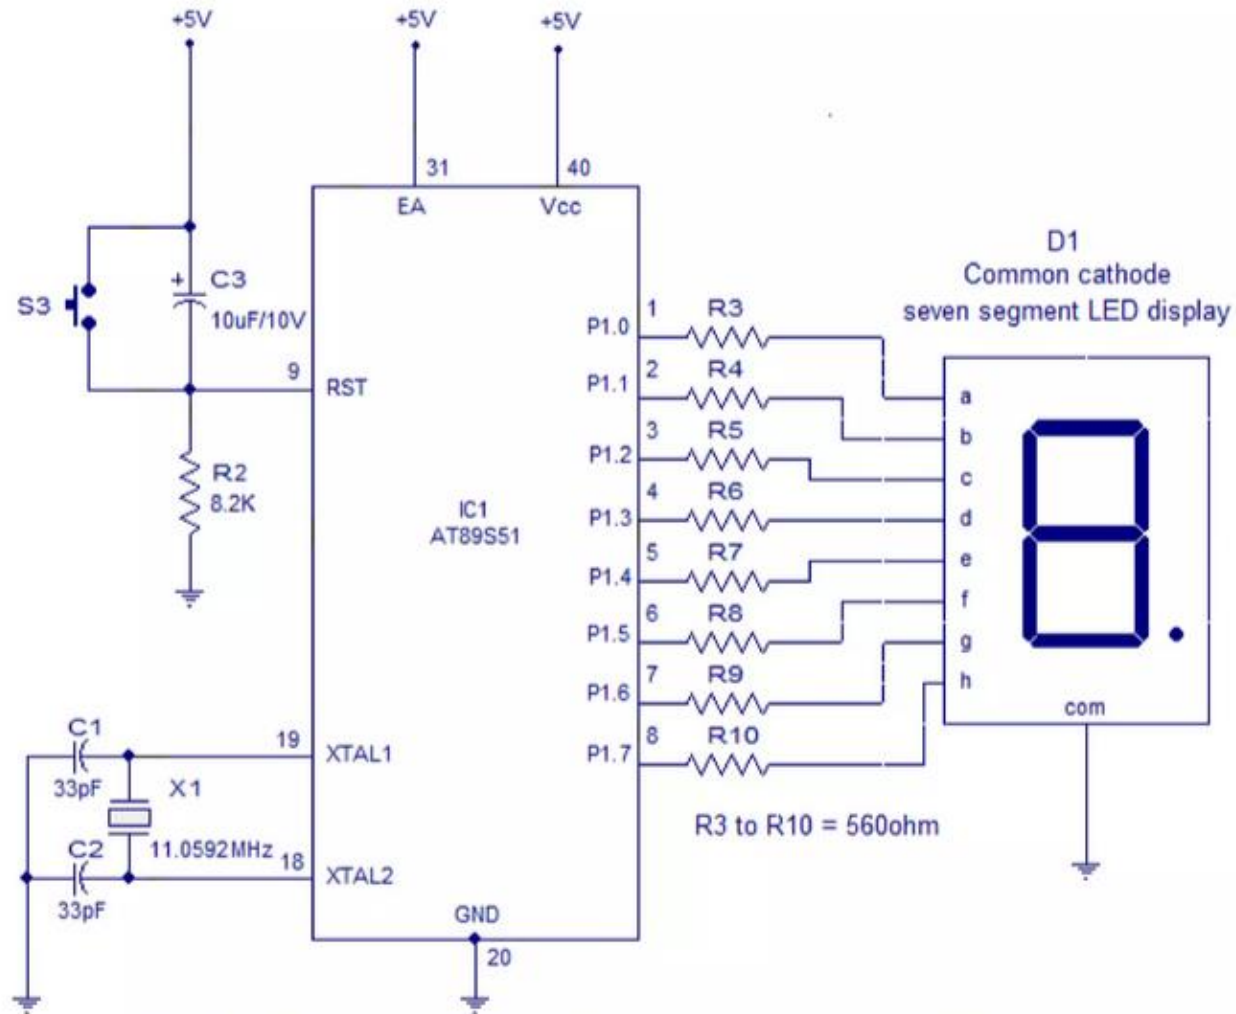 +5V
+5V
+5V
31
40
EA
Vcc
D1
Common cathode
seven segment LED display
S3
C3
10uF/10V
9
RST
R2
8.2K
IC1
AT89S51
P1.0
1
R3
a
P1.1
2
R4
b
P1.2
3
R5
c
P1.3
4
R6
d
P1.4
5
R7
e
P1.5
6
R8
f
P1.6
7
R9
g
P1.7
8
R10
h
com
C1
33pF
19
XTAL1
X1
11.0592MHz
C2
33pF
18
XTAL2
R3 to R10 = 560ohm
GND
20